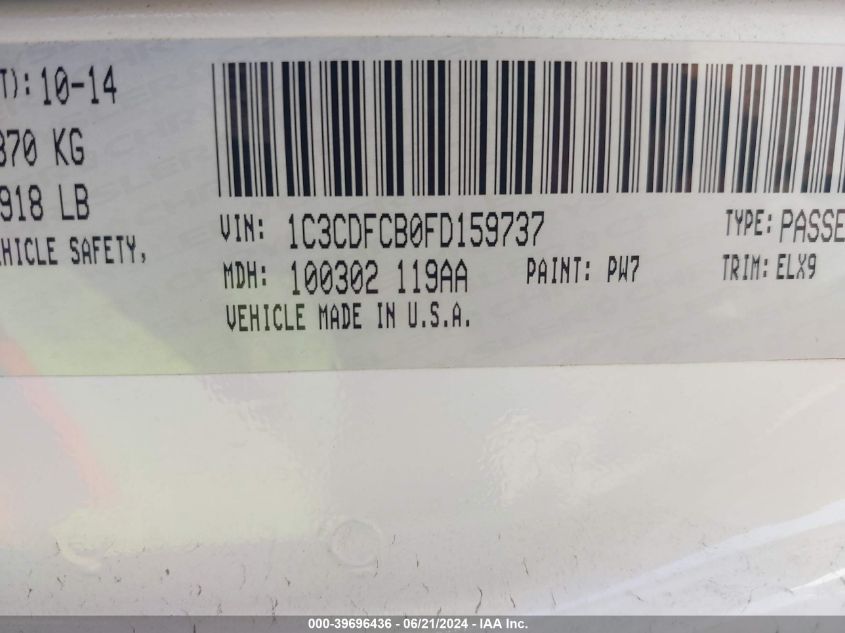 T): 10-14
870 KG
918 LB
EHICLE SAFETY,
VIN: 1C3CDFCB0FD159737
TYPE: PASSE
MDH: 100302 119AA
PAINT: PW7
TRIM: ELX9
VEHICLE MADE IN U.S.A.
000-39696436 - 06/21/2024 - IAA Inc.